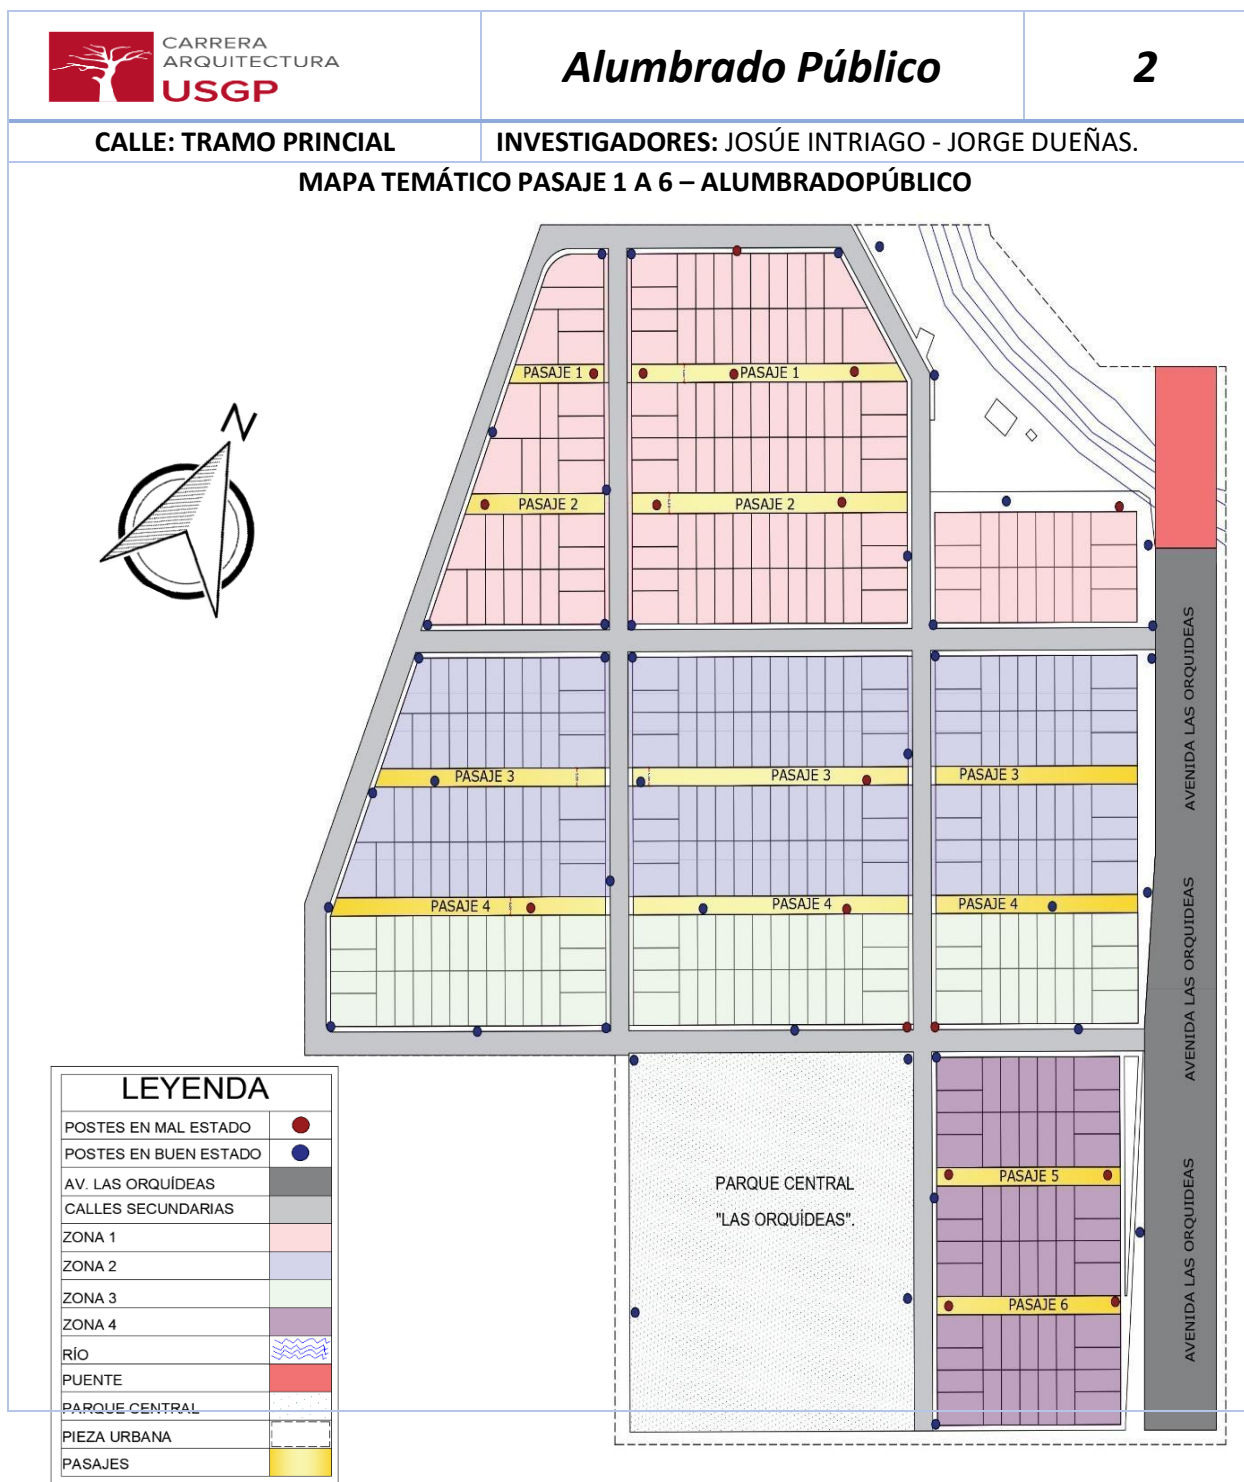 CARRERA
ARQUITECTURA
USGP
Alumbrado Público
2
CALLE: TRAMO PRINCIAL
INVESTIGADORES: JOSÚE INTRIAGO - JORGE DUEÑAS.
MAPA TEMÁTICO PASAJE 1 A 6 – ALUMBRADOPÚBLICO
N
PASAJE 1
PASAJE 1
PASAJE 2
PASAJE 2
PASAJE 3
PASAJE 3
PASAJE 3
PASAJE 4
PASAJE 4
PASAJE 4
PASAJE 5
PASAJE 6
AVENIDA LAS ORQUIDEAS
AVENIDA LAS ORQUIDEAS
AVENIDA LAS ORQUIDEAS
PARQUE CENTRAL
"LAS ORQUÍDEAS".
LEYENDA
POSTES EN MAL ESTADO
POSTES EN BUEN ESTADO
AV. LAS ORQUÍDEAS
CALLES SECUNDARIAS
ZONA 1
ZONA 2
ZONA 3
ZONA 4
RÍO
PUENTE
PARQUE CENTRAL
PIEZA URBANA
PASAJES